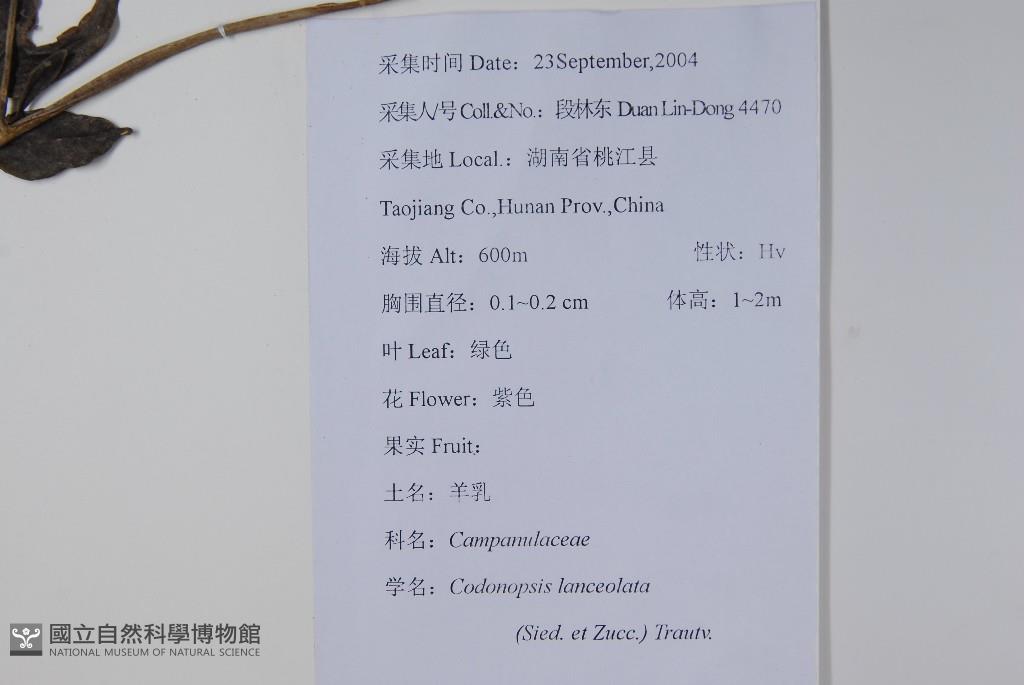 采集时间 Date：23September,2004
采集人/号 Coll.&No.：段林东 Duan Lin-Dong 4470
采集地 Local.：湖南省桃江县
Taojiang Co.,Hunan Prov.,China
海拔 Alt：600m 性状：Hv
胸围直径：0.1~0.2 cm 体高：1~2m
叶 Leaf：绿色
花 Flower：紫色
果实 Fruit：
土名：羊乳
科名：Campanulaceae
学名：Codonopsis lanceolata
(Sied. et Zucc.) Trautv.
國立自然科學博物館
NATIONAL MUSEUM OF NATURAL SCIENCE